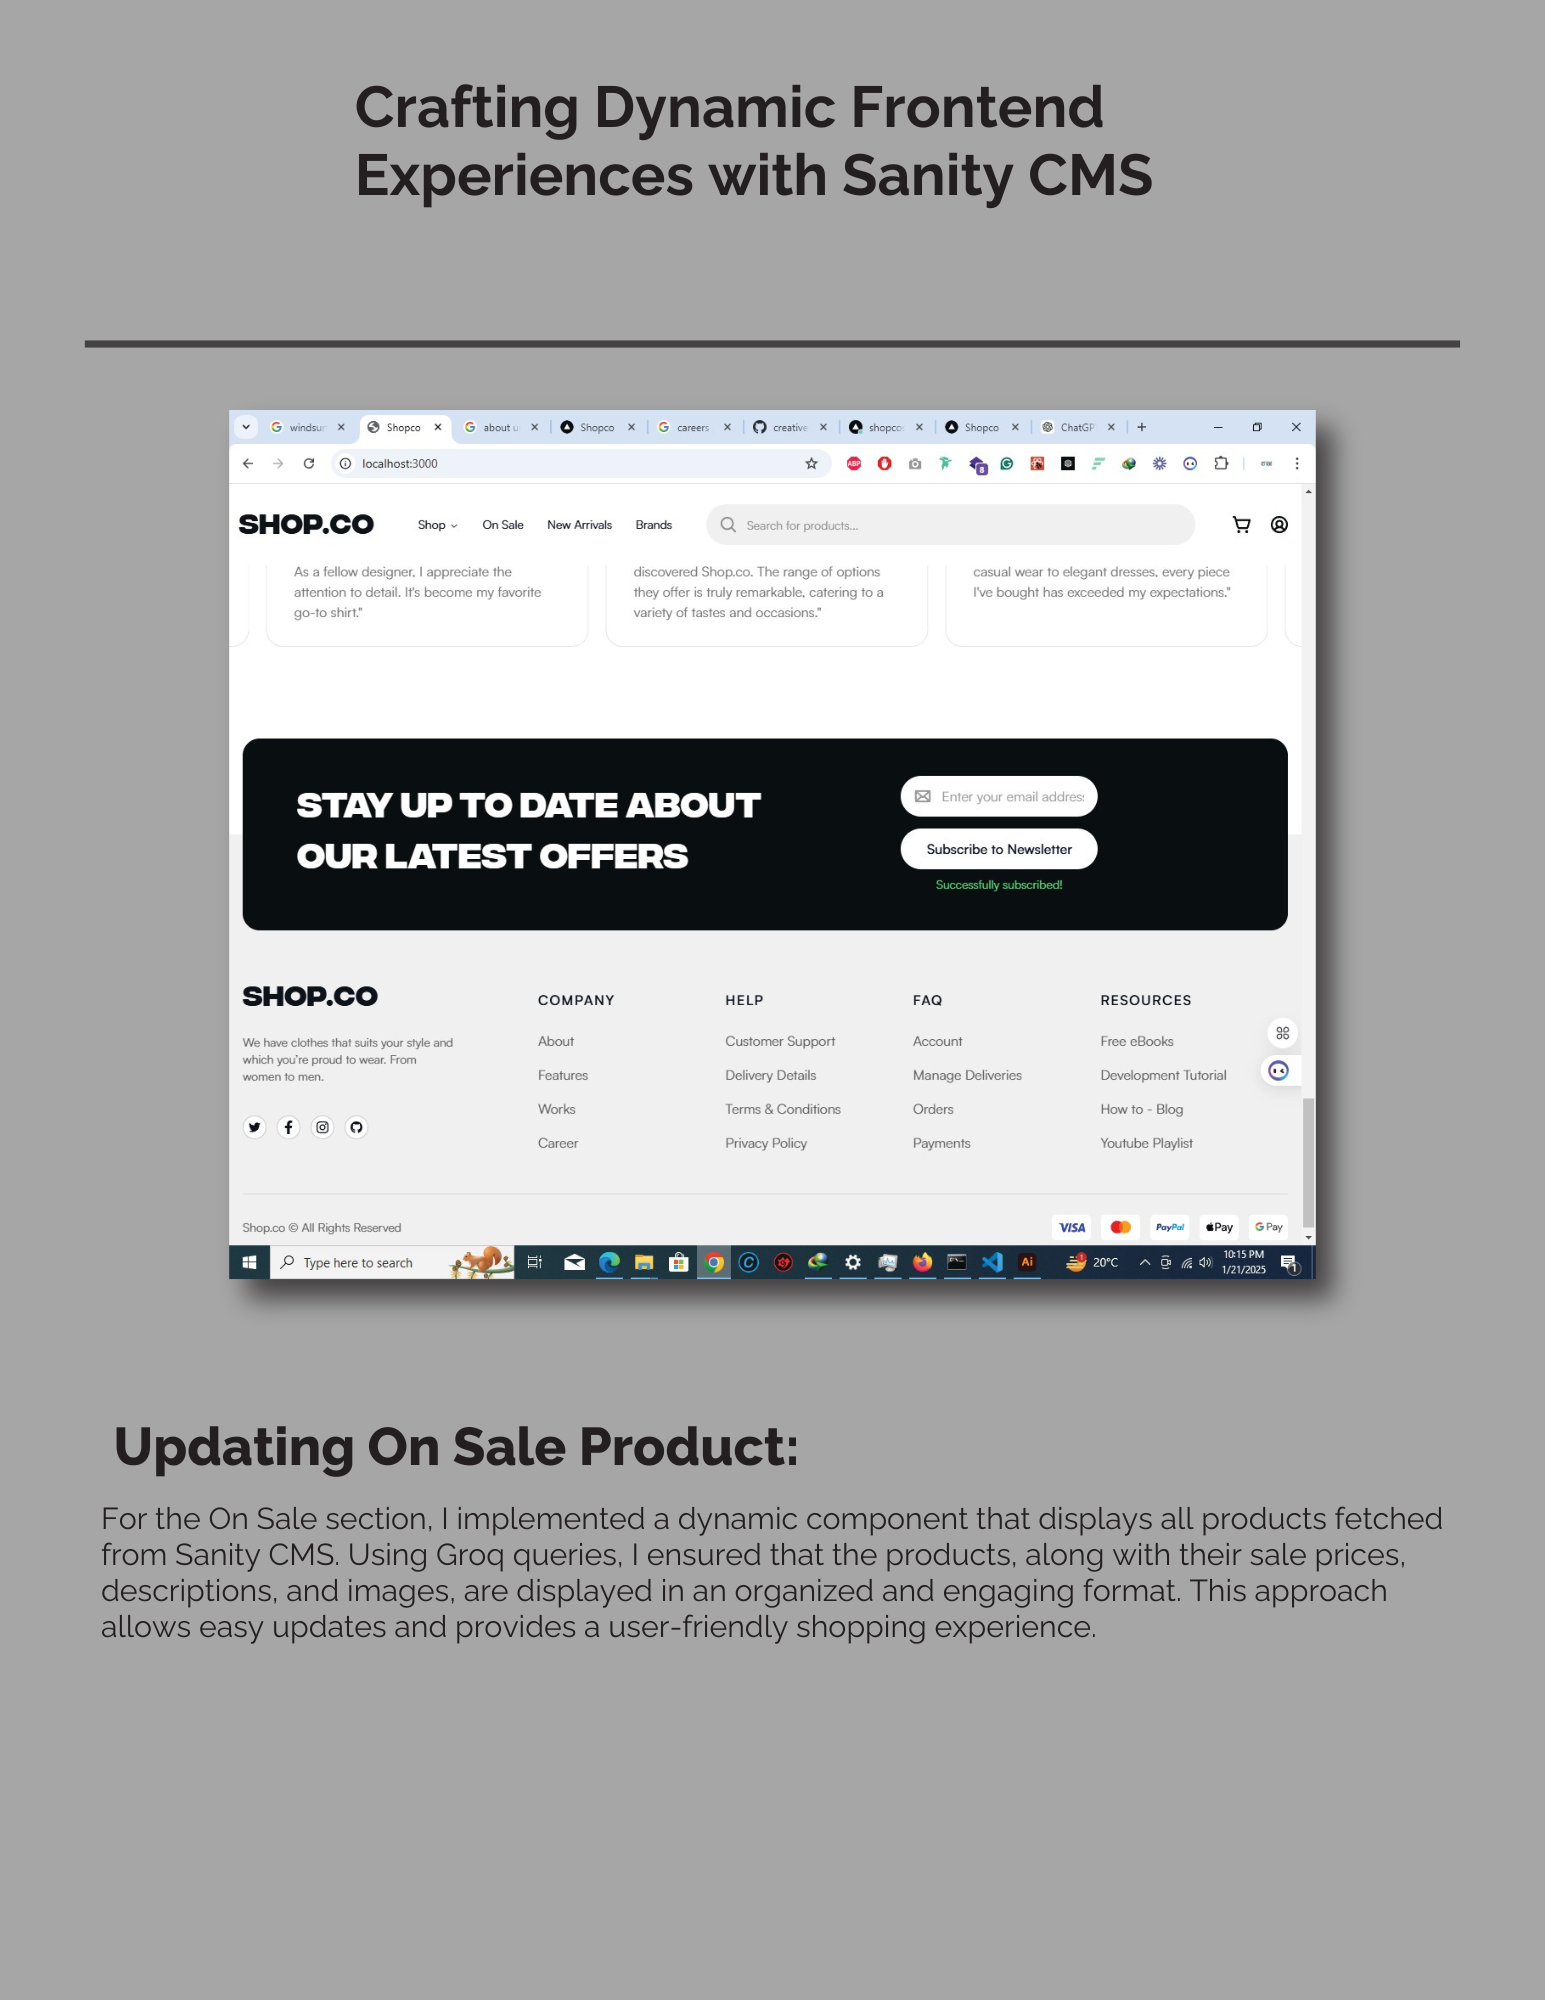 Crafting Dynamic Frontend
Experiences with Sanity CMS
windsur
Shopco
about u
Shopco
careers
creative
shopco
Shopco
ChatGP
localhost:3000
ABP
8
SHOP.CO
Shop
On Sale
New Arrivals
Brands
Search for products...
As a fellow designer, I appreciate the
attention to detail. It's become my favorite
go-to shirt."
discovered Shop.co. The range of options
they offer is truly remarkable, catering to a
variety of tastes and occasions."
casual wear to elegant dresses, every piece
I've bought has exceeded my expectations."
STAY UP TO DATE ABOUT
OUR LATEST OFFERS
Enter your email address
Subscribe to Newsletter
Successfully subscribed!
SHOP.CO
We have clothes that suits your style and
which you're proud to wear. From
women to men.
COMPANY
About
Features
Works
Career
HELP
Customer Support
Delivery Details
Terms & Conditions
Privacy Policy
FAQ
Account
Manage Deliveries
Orders
Payments
RESOURCES
Free eBooks
Development Tutorial
How to - Blog
Youtube Playlist
Shop.co © All Rights Reserved
VISA
PayPal
Pay
G Pay
Type here to search
Ai
1
20°C
10:15 PM
1/21/2025
1
Updating On Sale Product:
For the On Sale section, I implemented a dynamic component that displays all products fetched
from Sanity CMS. Using Groq queries, I ensured that the products, along with their sale prices,
descriptions, and images, are displayed in an organized and engaging format. This approach
allows easy updates and provides a user-friendly shopping experience.